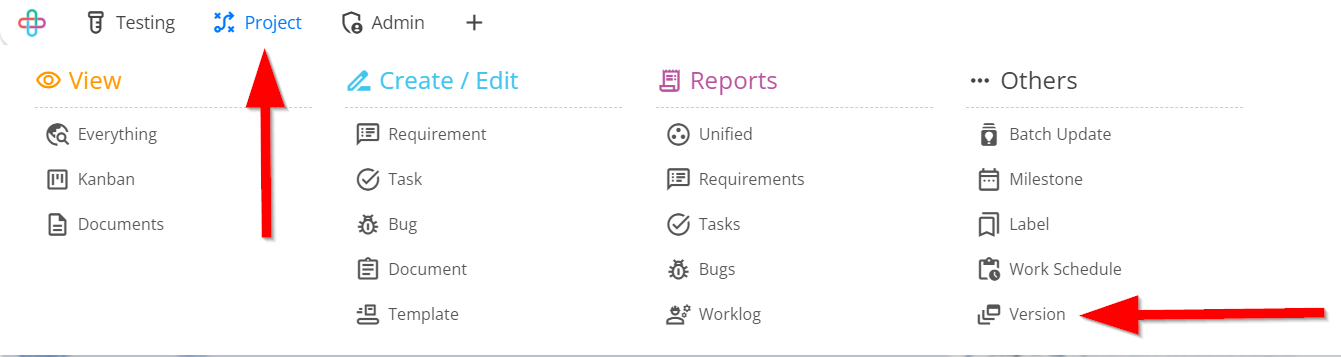 Testing Project Admin +
View
Everything
Kanban
Documents
Create / Edit
Requirement
Task
Bug
Document
Template
Reports
Unified
Requirements
Tasks
Bugs
Worklog
Others
Batch Update
Milestone
Label
Work Schedule
Version